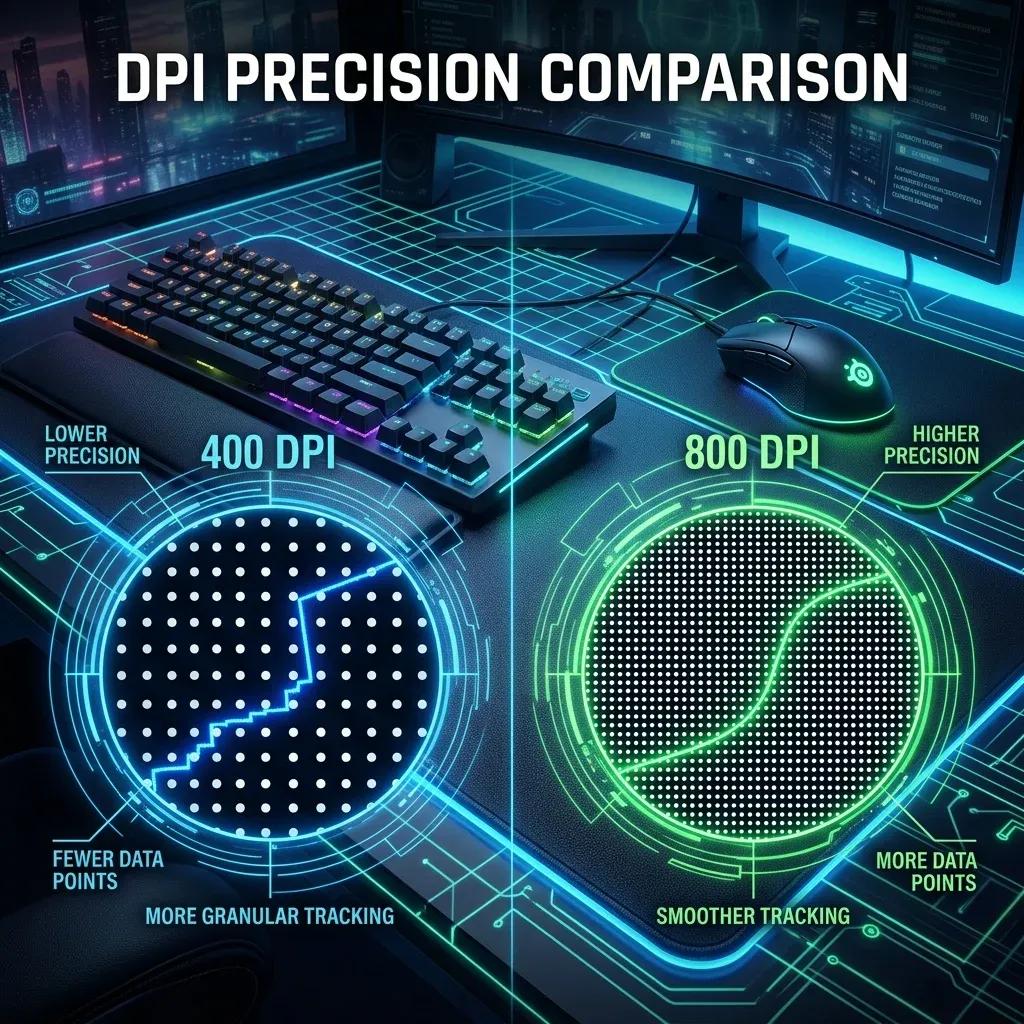 DPI PRECISION COMPARISON
LOWER
PRECISION
400 DPI
800 DPI
HIGHER
PRECISION
FEWER DATA
POINTS
MORE GRANULAR TRACKING
MORE DATA
POINTS
SMOOTHER TRACKING